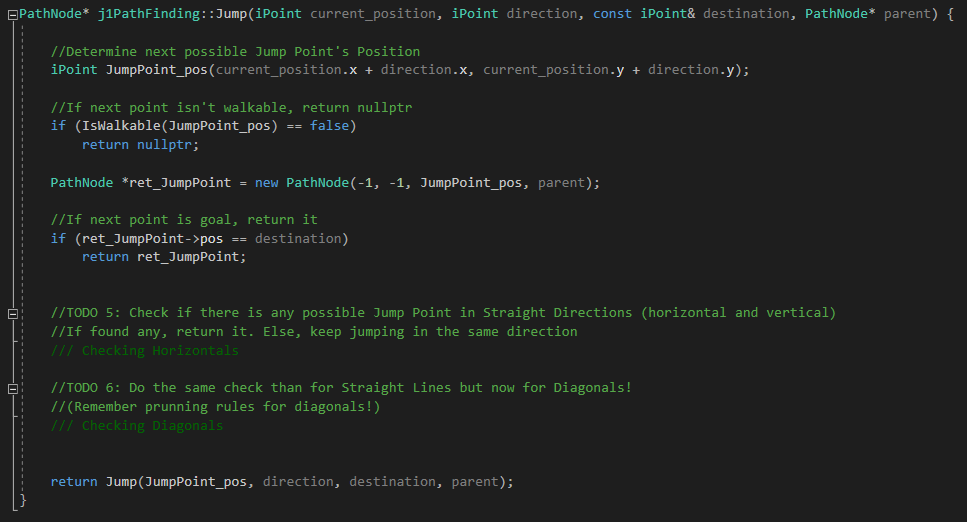 PathNode* j1PathFinding::Jump(iPoint current_position, iPoint direction, const iPoint& destination, PathNode* parent) {
//Determine next possible Jump Point's Position
iPoint JumpPoint_pos(current_position.x + direction.x, current_position.y + direction.y);
//If next point isn't walkable, return nullptr
if (IsWalkable(JumpPoint_pos) == false)
return nullptr;
PathNode *ret_JumpPoint = new PathNode(-1, -1, JumpPoint_pos, parent);
//If next point is goal, return it
if (ret_JumpPoint->pos == destination)
return ret_JumpPoint;
//TODO 5: Check if there is any possible Jump Point in Straight Directions (horizontal and vertical)
//If found any, return it. Else, keep jumping in the same direction
/// Checking Horizontals
//TODO 6: Do the same check than for Straight Lines but now for Diagonals!
//(Remember prunning rules for diagonals!)
/// Checking Diagonals
return Jump(JumpPoint_pos, direction, destination, parent);
}